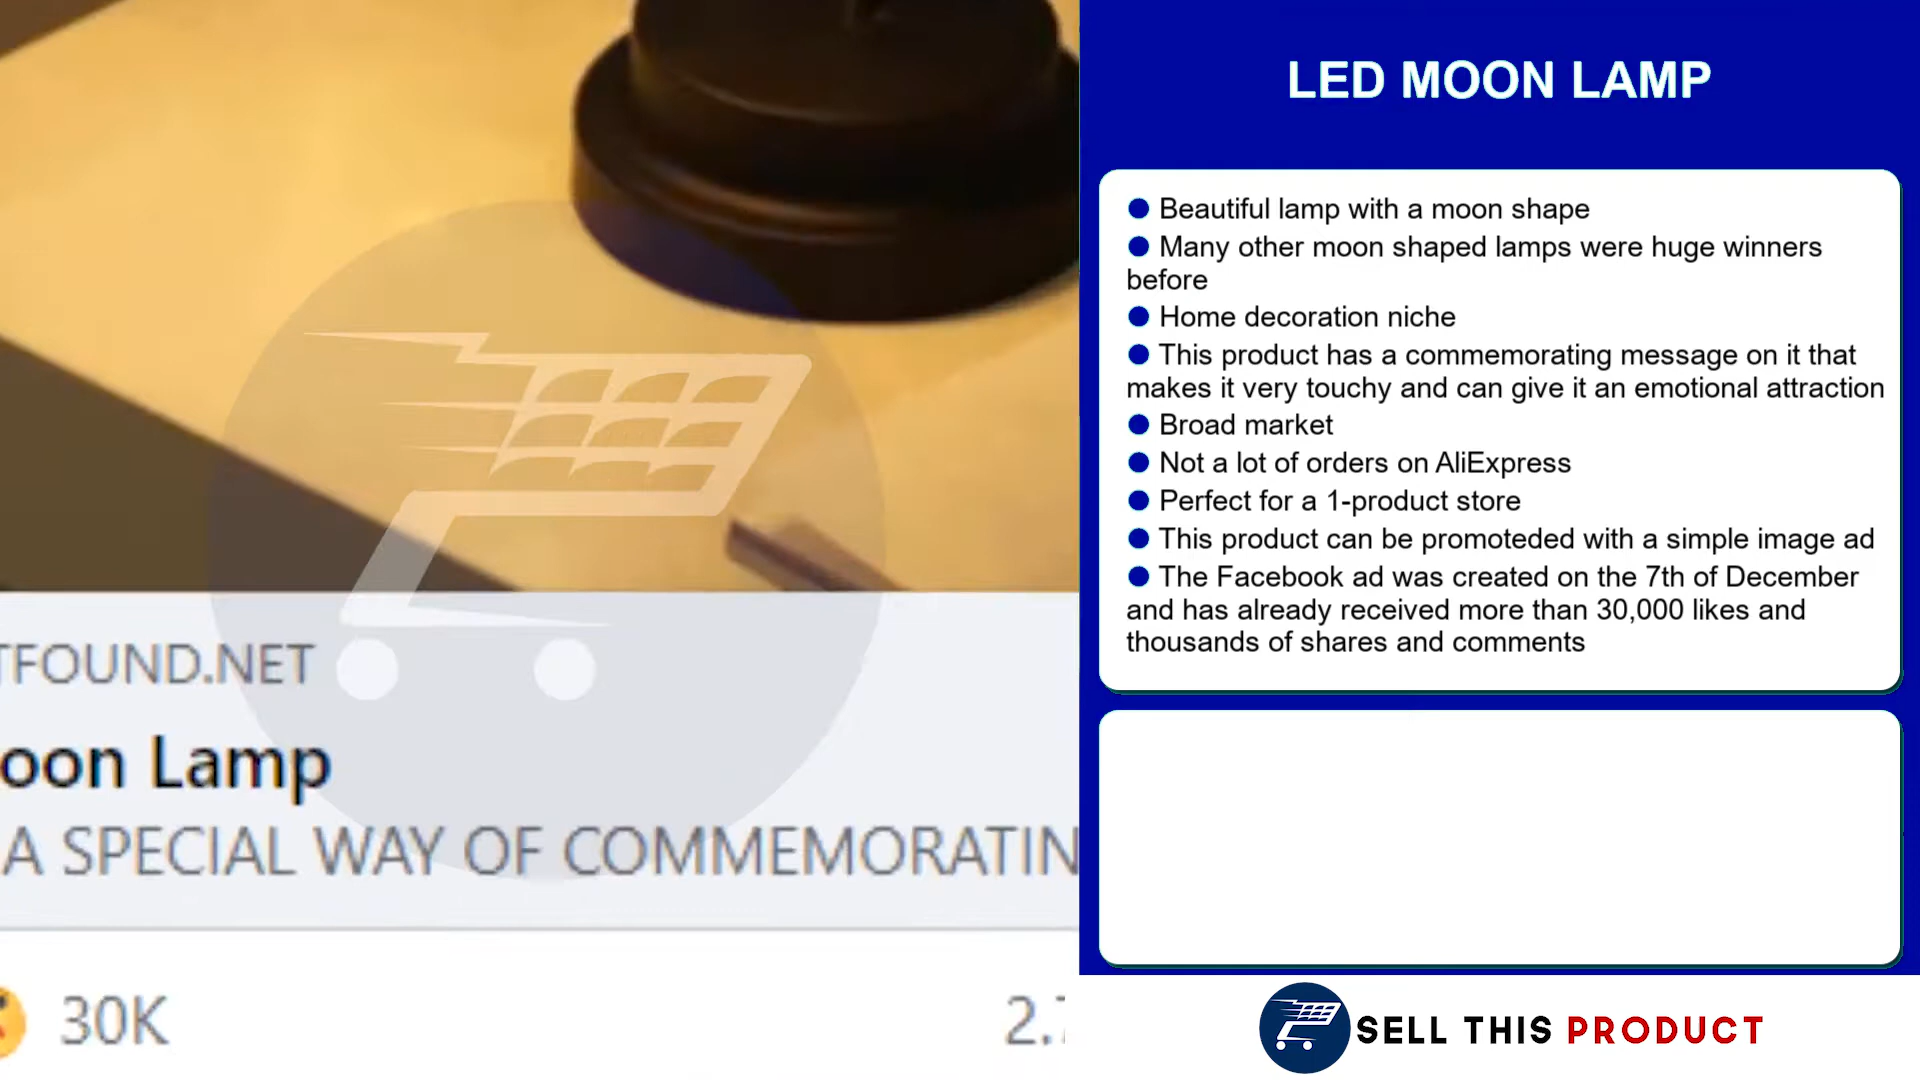 TFOUND.NET
oon Lamp
A SPECIAL WAY OF COMMEMORATIN
30K
2.7
LED MOON LAMP
● Beautiful lamp with a moon shape
● Many other moon shaped lamps were huge winners
before
● Home decoration niche
● This product has a commemorating message on it that
makes it very touchy and can give it an emotional attraction
● Broad market
● Not a lot of orders on AliExpress
● Perfect for a 1-product store
● This product can be promoteded with a simple image ad
● The Facebook ad was created on the 7th of December
and has already received more than 30,000 likes and
thousands of shares and comments
SELL THIS PRODUCT